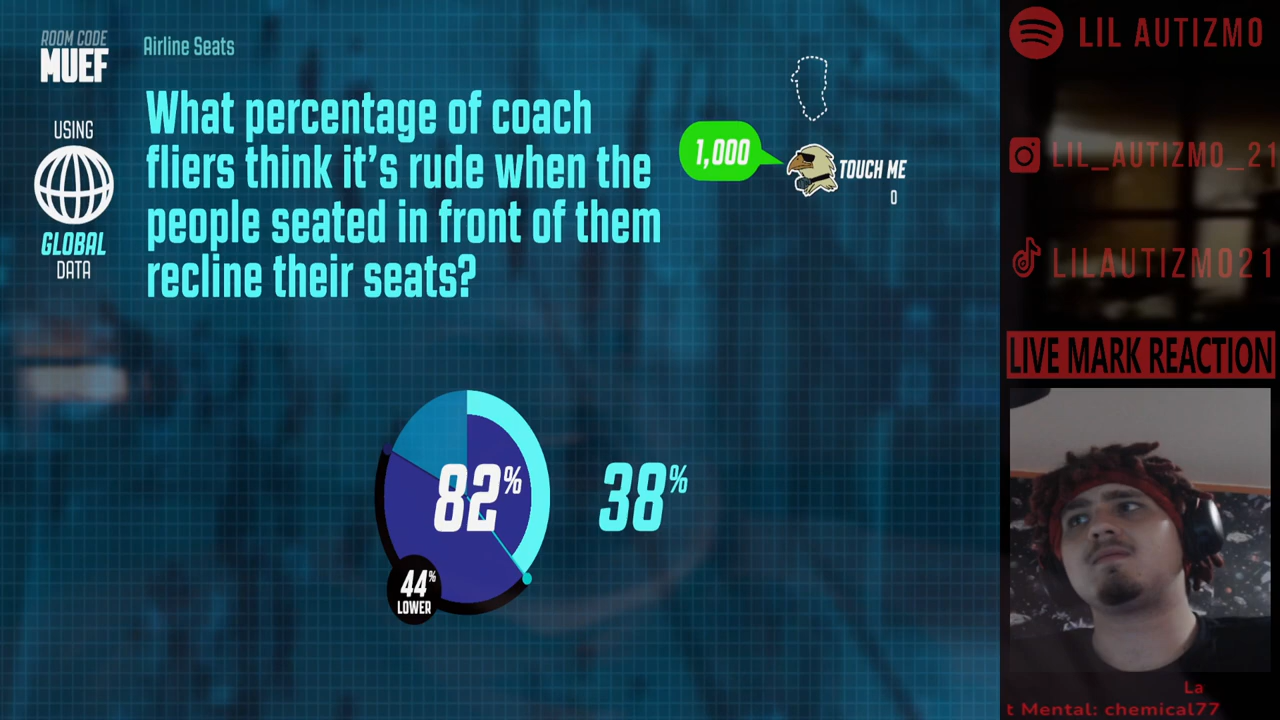 ROOM CODE
MUEF
Airline Seats
What percentage of coach
fliers think it's rude when the
people seated in front of them
recline their seats?
USING
GLOBAL
DATA
1,000
TOUCH ME
0
82%
38%
44%
LOWER
LIL AUTIZMO
LIL_AUTIZMO_21
LILAUTIZMO21
LIVE MARK REACTION
La
t Mental: chemical77